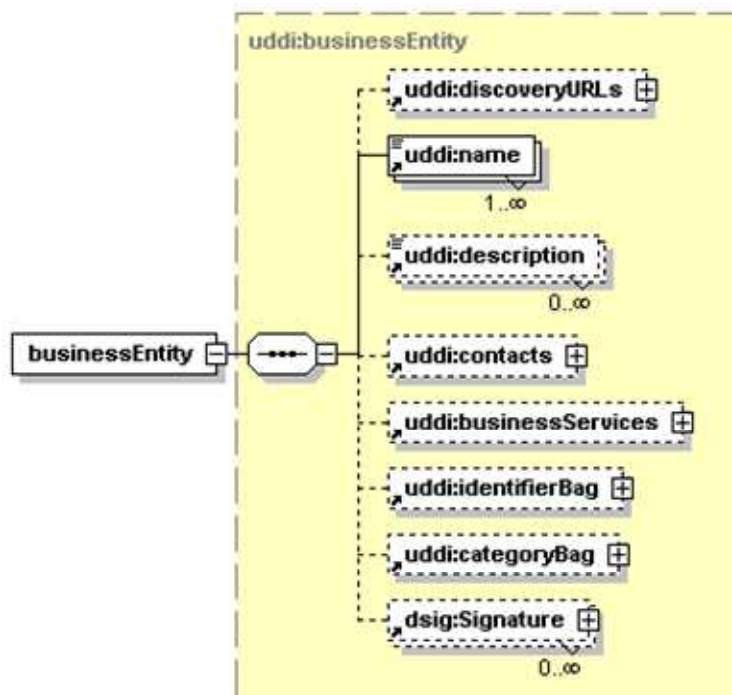 uddi:businessEntity
uddi:discoveryURLs
uddi:name
1..∞
uddi:description
0..∞
businessEntity
uddi:contacts
uddi:businessServices
uddi:identifierBag
uddi:categoryBag
dsig:Signature
0..∞